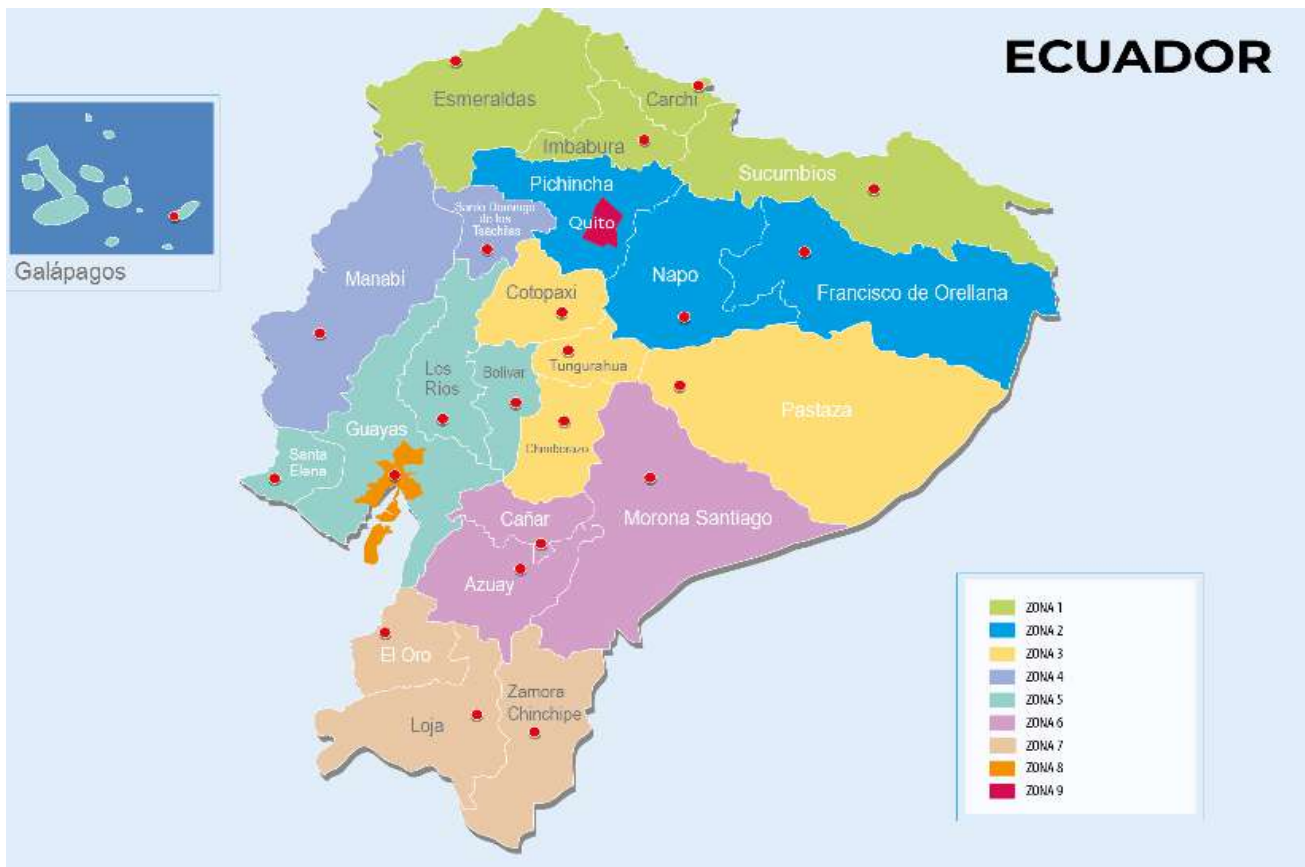 ECUADOR
Esmeraldas
Carchi
Imbabura
Sucumbios
Pichincha
Quito
Santo Domingo
de los
Tsáchilas
Galápagos
Manabí
Napo
Francisco de Orellana
Cotopaxi
Tungurahua
Los
Ríos
Bolivar
Pastaza
Guayas
Chimborazo
Santa
Elena
Cañar
Morona Santiago
Azuay
El Oro
Zamora
Chinchipe
Loja
ZONA 1
ZONA 2
ZONA 3
ZONA 4
ZONA 5
ZONA 6
ZONA 7
ZONA 8
ZONA 9